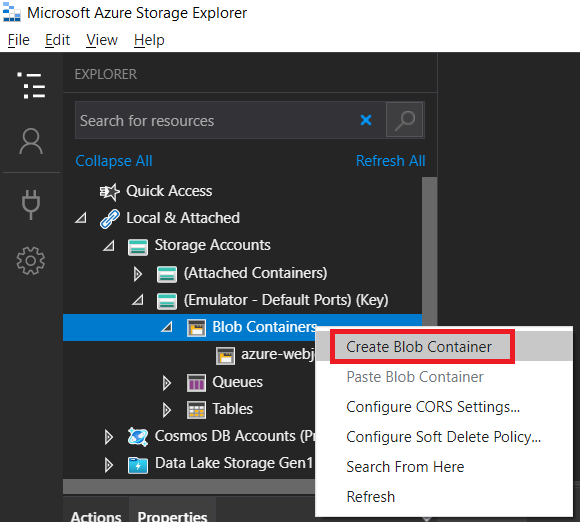 Microsoft Azure Storage Explorer
File Edit View Help
EXPLORER
Search for resources
Collapse All Refresh All
Quick Access
Local & Attached
Storage Accounts
(Attached Containers)
(Emulator - Default Ports) (Key)
Blob Containers
azure-webj
Queues
Tables
Cosmos DB Accounts (Pr
Data Lake Storage Gen1
Create Blob Container
Paste Blob Container
Configure CORS Settings...
Configure Soft Delete Policy...
Search From Here
Refresh
Actions Properties